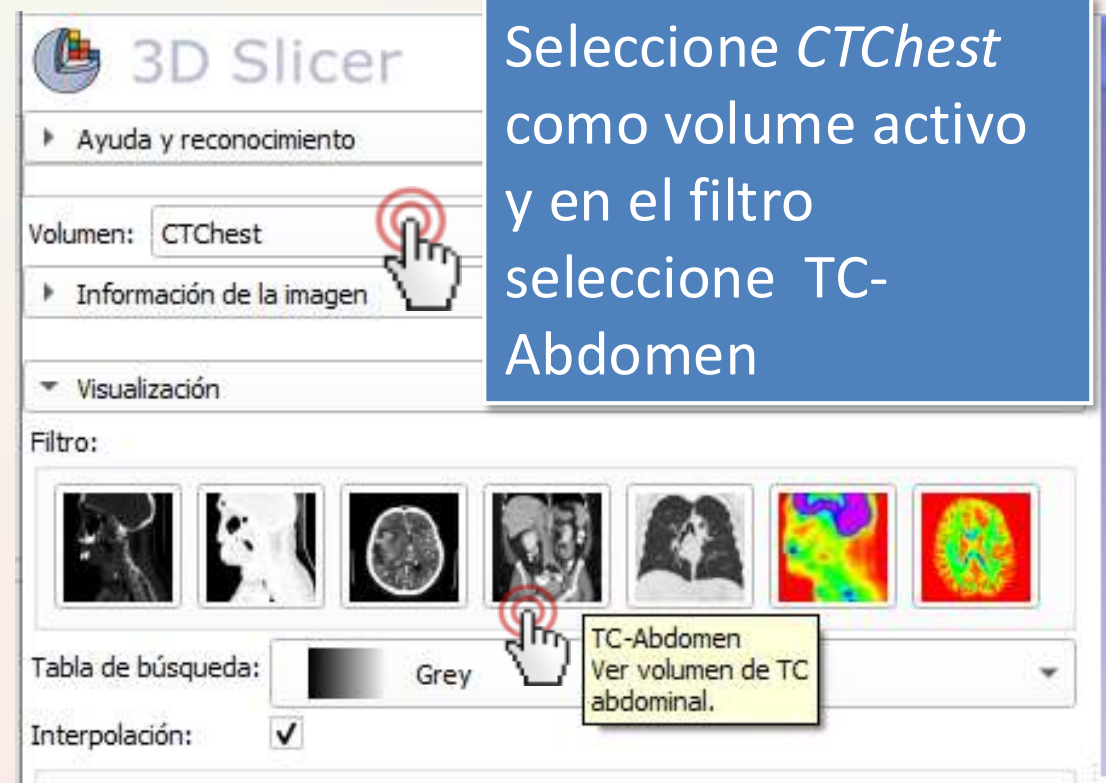 3D Slicer
Seleccione CTChest
como volume activo
y en el filtro
seleccione TC-
Abdomen
Ayuda y reconocimiento
Volumen: CTChest
Información de la imagen
Visualización
Filtro:
TC-Abdomen
Ver volumen de TC
abdominal.
Tabla de búsqueda: Grey
Interpolación: